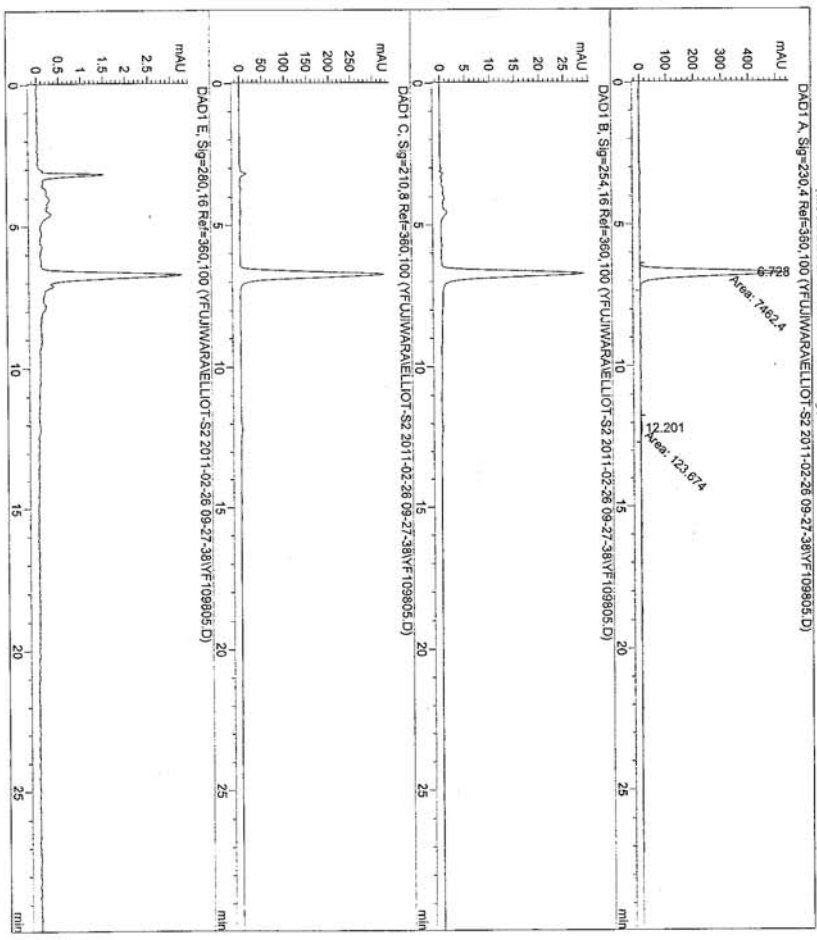 DAD1 A, Sig=230,4 Ref=360,100 (YFUJIWARA\ELLIOT-S2 2011-02-26 09-27-38\YF109805.D)
mAU
400
300
200
100
0
6.728
Area: 7462.4
12.201
Area: 123.674
0 5 10 15 20 25 min
DAD1 B, Sig=254,16 Ref=360,100 (YFUJIWARA\ELLIOT-S2 2011-02-26 09-27-38\YF109805.D)
mAU
25
20
15
10
5
0
0 5 10 15 20 25 min
DAD1 C, Sig=210,8 Ref=360,100 (YFUJIWARA\ELLIOT-S2 2011-02-26 09-27-38\YF109805.D)
mAU
250
200
150
100
50
0
0 5 10 15 20 25 min
DAD1 E, Sig=280,16 Ref=360,100 (YFUJIWARA\ELLIOT-S2 2011-02-26 09-27-38\YF109805.D)
mAU
2.5
2
1.5
1
0.5
0
0 5 10 15 20 25 min